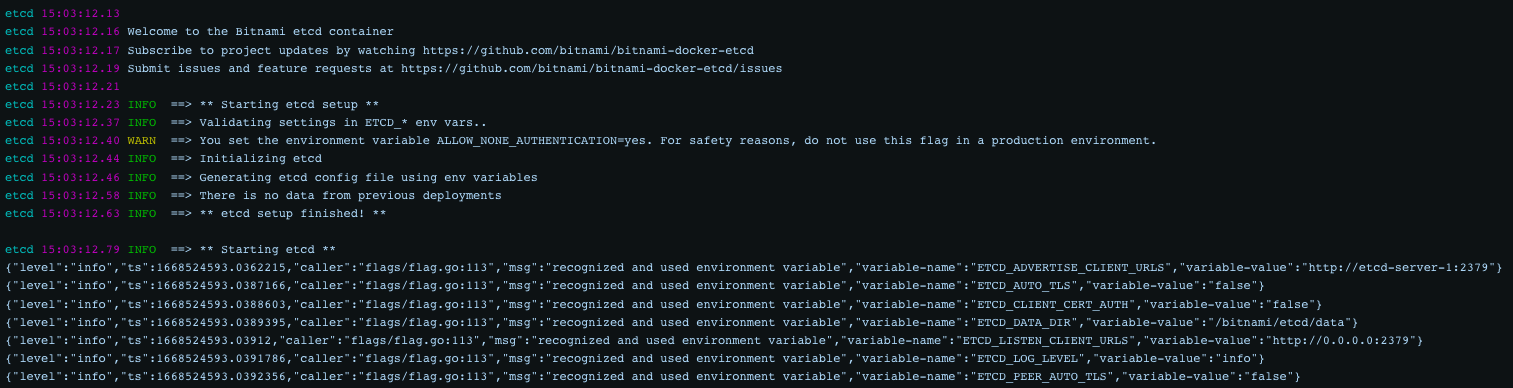 etcd 15:03:12.13
etcd 15:03:12.16 Welcome to the Bitnami etcd container
etcd 15:03:12.17 Subscribe to project updates by watching https://github.com/bitnami/bitnami-docker-etcd
etcd 15:03:12.19 Submit issues and feature requests at https://github.com/bitnami/bitnami-docker-etcd/issues
etcd 15:03:12.21
etcd 15:03:12.23 INFO  ==> ** Starting etcd setup **
etcd 15:03:12.37 INFO  ==> Validating settings in ETCD_* env vars..
etcd 15:03:12.40 WARN  ==> You set the environment variable ALLOW_NONE_AUTHENTICATION=yes. For safety reasons, do not use this flag in a production environment.
etcd 15:03:12.44 INFO  ==> Initializing etcd
etcd 15:03:12.46 INFO  ==> Generating etcd config file using env variables
etcd 15:03:12.58 INFO  ==> There is no data from previous deployments
etcd 15:03:12.63 INFO  ==> ** etcd setup finished! **
etcd 15:03:12.79 INFO  ==> ** Starting etcd **
{"level":"info","ts":1668524593.0362215,"caller":"flags/flag.go:113","msg":"recognized and used environment variable","variable-name":"ETCD_ADVERTISE_CLIENT_URLS","variable-value":"http://etcd-server-1:2379"}
{"level":"info","ts":1668524593.0387166,"caller":"flags/flag.go:113","msg":"recognized and used environment variable","variable-name":"ETCD_AUTO_TLS","variable-value":"false"}
{"level":"info","ts":1668524593.0388603,"caller":"flags/flag.go:113","msg":"recognized and used environment variable","variable-name":"ETCD_CLIENT_CERT_AUTH","variable-value":"false"}
{"level":"info","ts":1668524593.0389395,"caller":"flags/flag.go:113","msg":"recognized and used environment variable","variable-name":"ETCD_DATA_DIR","variable-value":"/bitnami/etcd/data"}
{"level":"info","ts":1668524593.03912,"caller":"flags/flag.go:113","msg":"recognized and used environment variable","variable-name":"ETCD_LISTEN_CLIENT_URLS","variable-value":"http://0.0.0.0:2379"}
{"level":"info","ts":1668524593.0391786,"caller":"flags/flag.go:113","msg":"recognized and used environment variable","variable-name":"ETCD_LOG_LEVEL","variable-value":"info"}
{"level":"info","ts":1668524593.0392356,"caller":"flags/flag.go:113","msg":"recognized and used environment variable","variable-name":"ETCD_PEER_AUTO_TLS","variable-value":"false"}